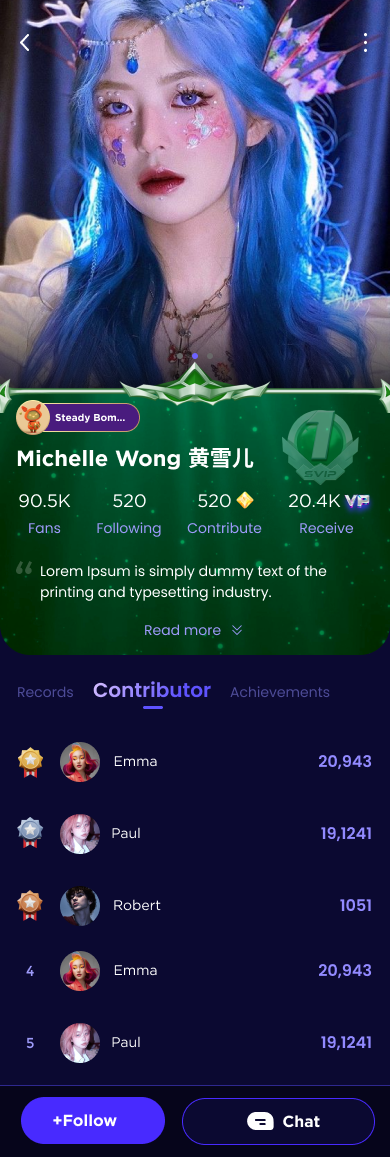 Steady Bom...
Michelle Wong 黄雪儿
1
SVIP
90.5K 520 520 20.4K VP
Fans Following Contribute Receive
“ Lorem Ipsum is simply dummy text of the
printing and typesetting industry.
Read more
Records Contributor Achievements
Emma 20,943
Paul 19,1241
Robert 1051
4 Emma 20,943
5 Paul 19,1241
+Follow Chat